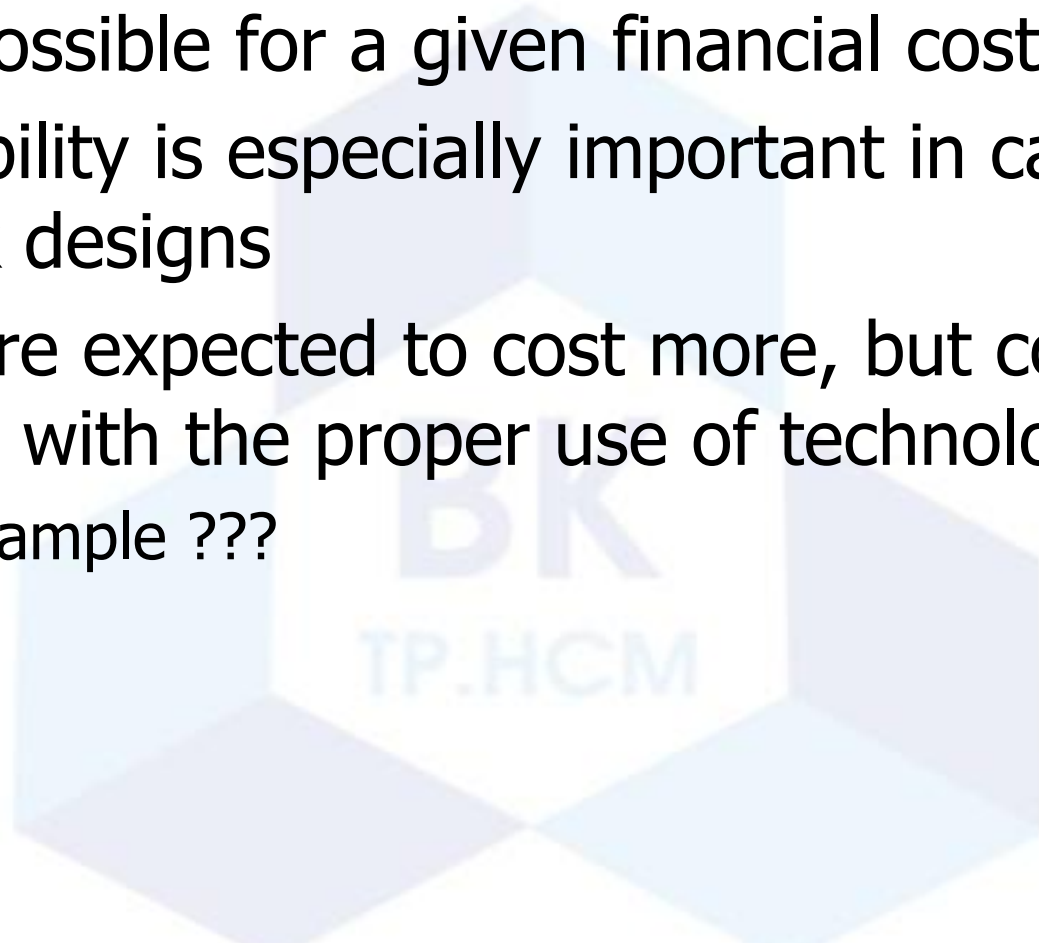 ossible for a given financial cost
bility is especially important in ca
designs
re expected to cost more, but co
with the proper use of technolo
ample ???
BK
TP.HCM